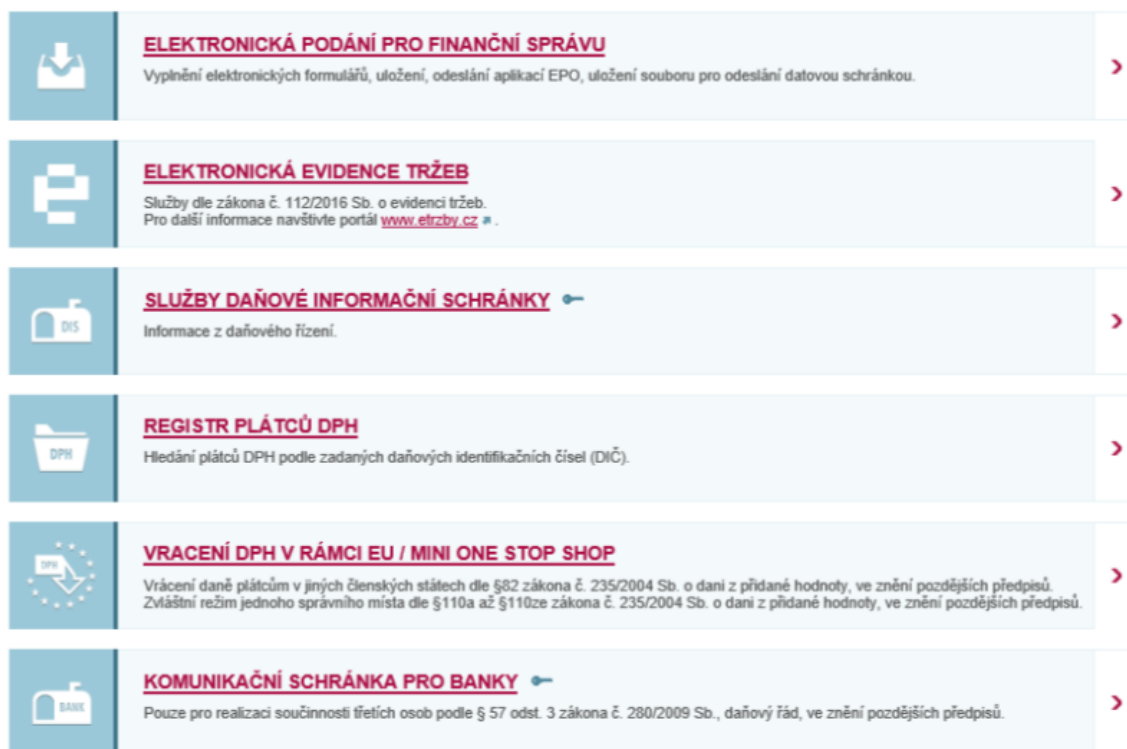 ELEKTRONICKÁ PODÁNÍ PRO FINANČNÍ SPRÁVU
Vyplnění elektronických formulářů, uložení, odeslání aplikací EPO, uložení souboru pro odeslání datovou schránkou.
ELEKTRONICKÁ EVIDENCE TRŽEB
Služby dle zákona č. 112/2016 Sb. o evidenci tržeb.
Pro další informace navštivte portál www.etrzby.cz .
SLUŽBY DAŇOVÉ INFORMAČNÍ SCHRÁNKY
DIS
Informace z daňového řízení.
REGISTR PLÁTCŮ DPH
DPH
Hledání plátců DPH podle zadaných daňových identifikačních čísel (DIČ).
VRACENÍ DPH V RÁMCI EU / MINI ONE STOP SHOP
DPH
Vrácení daně plátcům v jiných členských státech dle §82 zákona č. 235/2004 Sb. o dani z přidané hodnoty, ve znění pozdějších předpisů.
Zvláštní režim jednoho správního místa dle §110a až §110ze zákona č. 235/2004 Sb. o dani z přidané hodnoty, ve znění pozdějších předpisů.
KOMUNIKAČNÍ SCHRÁNKA PRO BANKY
BANK
Pouze pro realizaci součinnosti třetích osob podle § 57 odst. 3 zákona č. 280/2009 Sb., daňový řád, ve znění pozdějších předpisů.